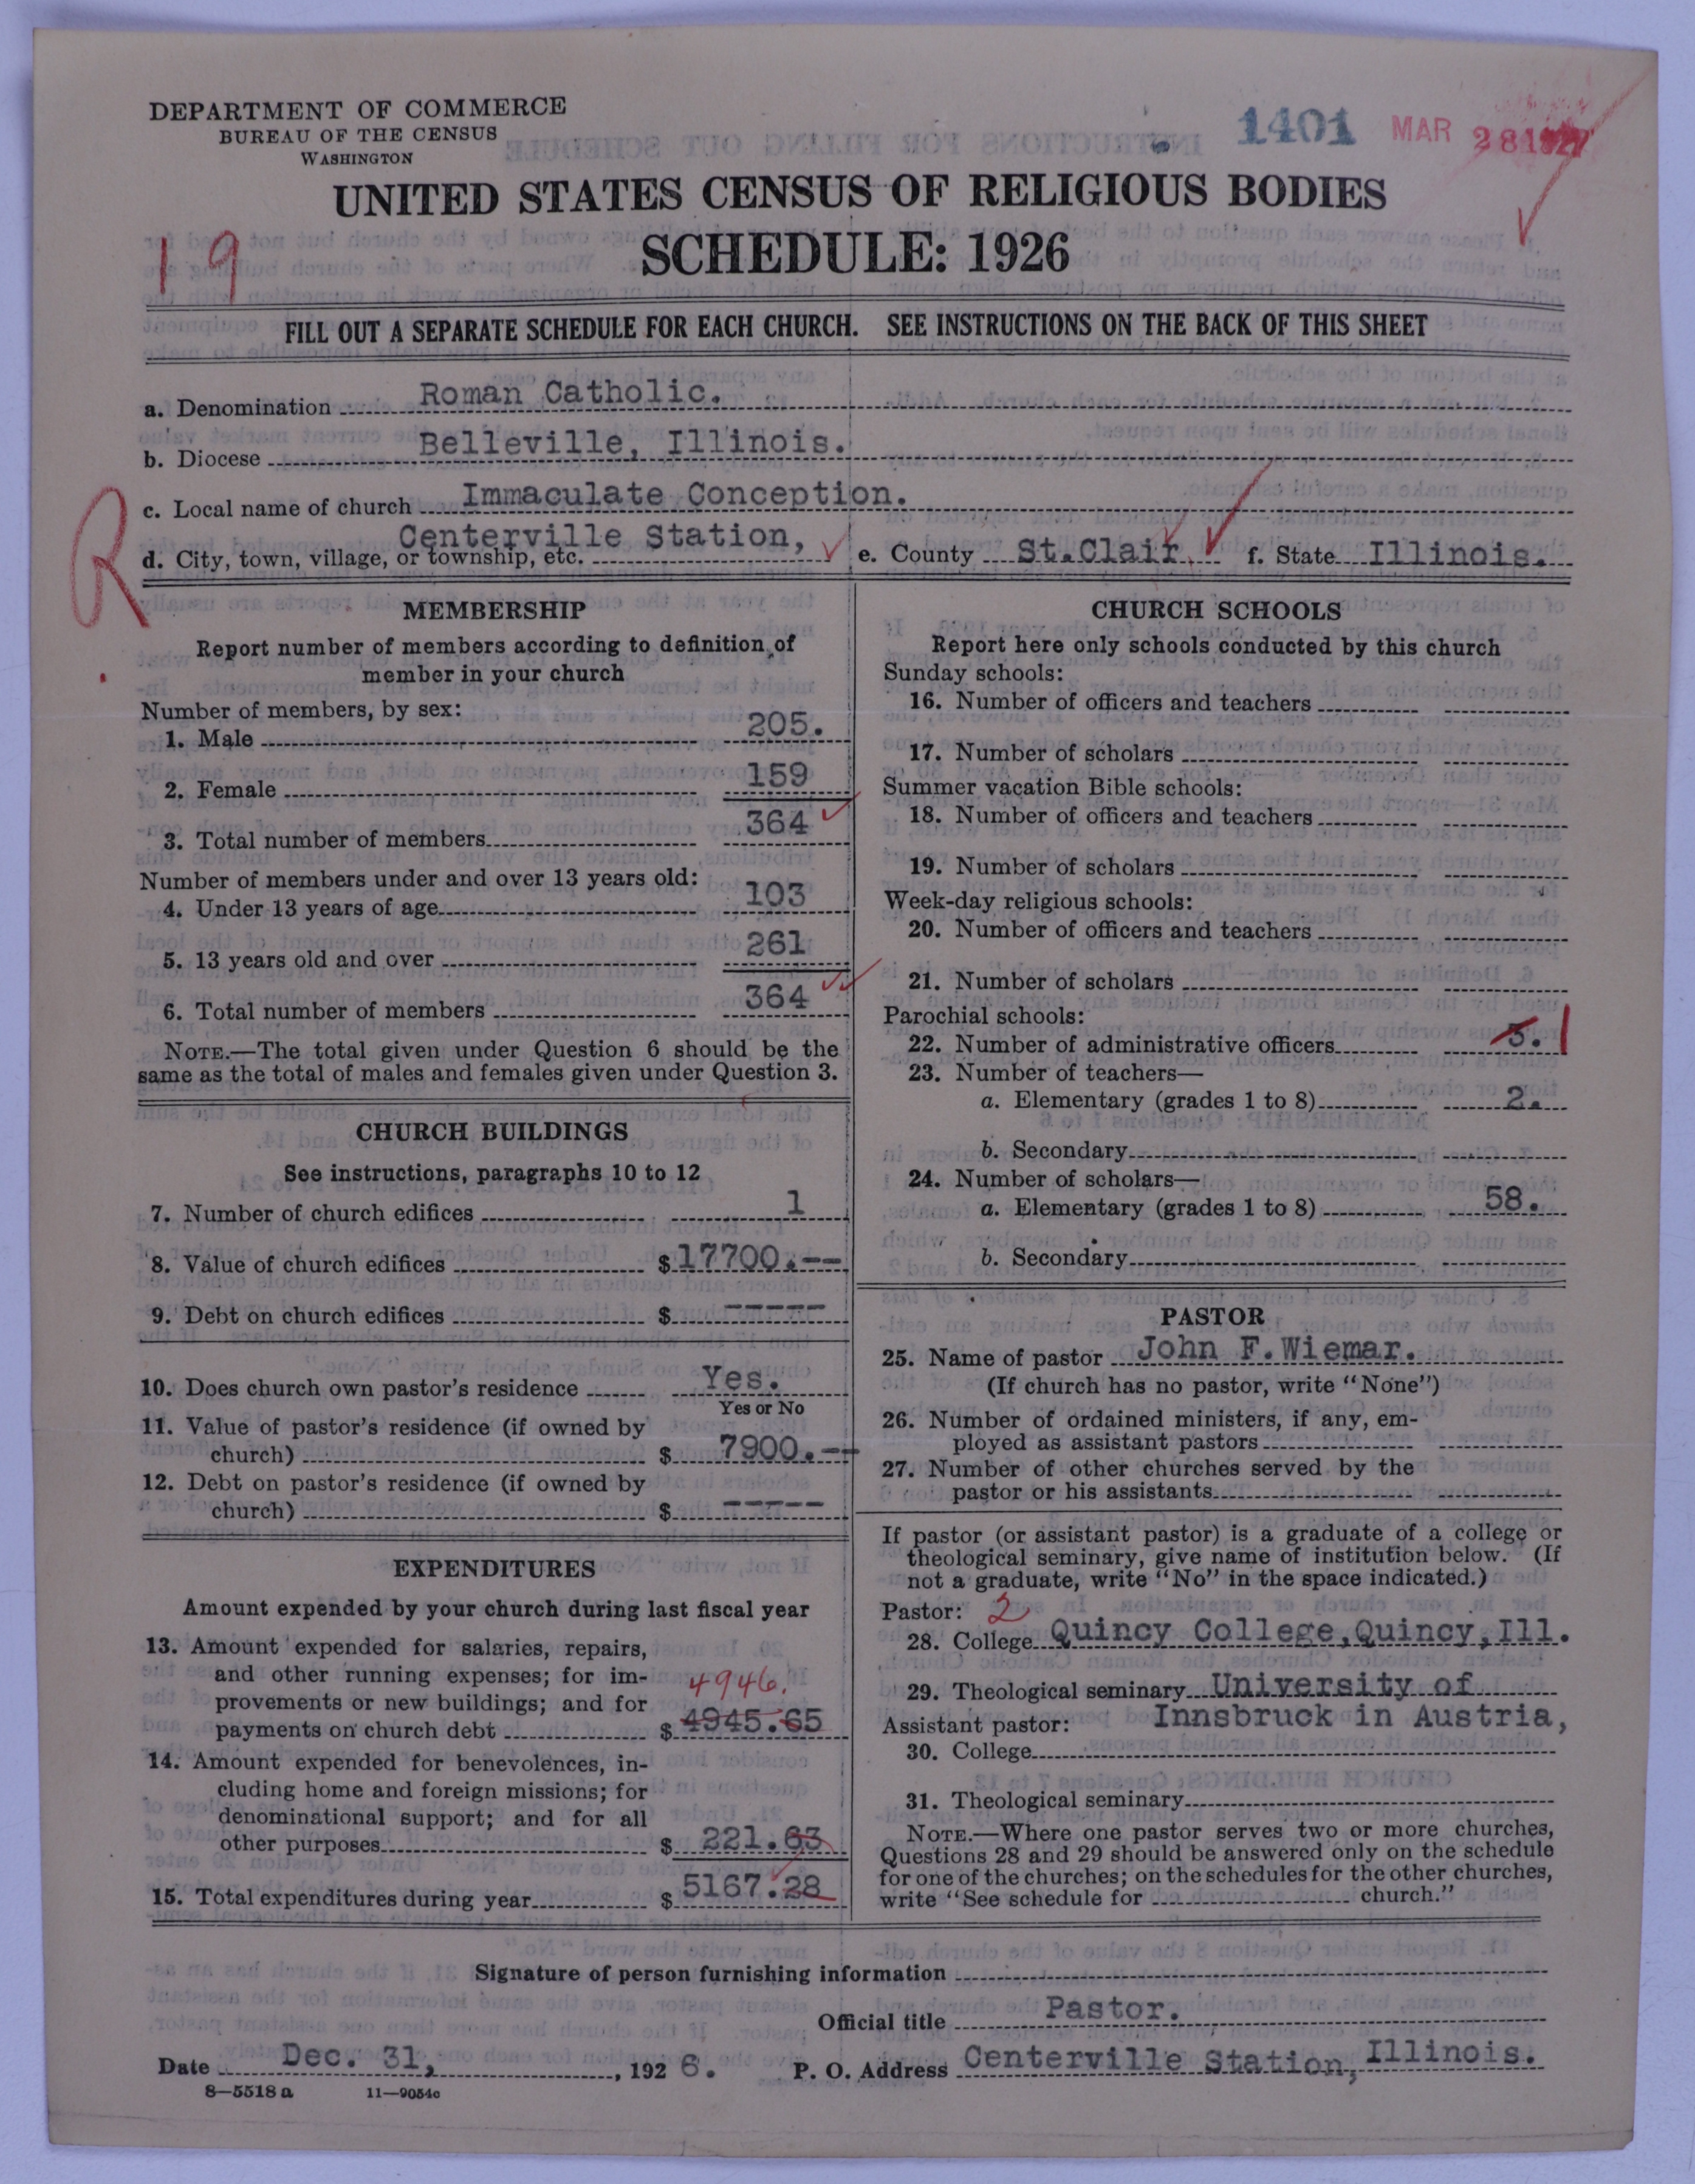 DEPARTMENT OF COMMERCE
BUREAU OF THE CENSUS
WASHINGTON
1401 MAR 28 1927
UNITED STATES CENSUS OF RELIGIOUS BODIES
19
SCHEDULE: 1926
FILL OUT A SEPARATE SCHEDULE FOR EACH CHURCH. SEE INSTRUCTIONS ON THE BACK OF THIS SHEET
a. Denomination Roman Catholic.
b. Diocese Belleville, Illinois.
R
c. Local name of church Immaculate Conception.
d. City, town, village, or township, etc. Centerville Station, e. County St.Clair f. State Illinois.
MEMBERSHIP
Report number of members according to definition of
member in your church
Number of members, by sex:
1. Male 205.
2. Female 159
3. Total number of members 364
Number of members under and over 13 years old:
4. Under 13 years of age 103
5. 13 years old and over 261
6. Total number of members 364
NOTE.—The total given under Question 6 should be the
same as the total of males and females given under Question 3.
CHURCH BUILDINGS
See instructions, paragraphs 10 to 12
7. Number of church edifices 1
8. Value of church edifices $17700.--
9. Debt on church edifices $ -----
10. Does church own pastor's residence Yes.
Yes or No
11. Value of pastor's residence (if owned by
church) $ 7900.--
12. Debt on pastor's residence (if owned by
church) $ -----
EXPENDITURES
Amount expended by your church during last fiscal year
13. Amount expended for salaries, repairs,
and other running expenses; for im-
provements or new buildings; and for 4946.
payments on church debt $ 4945.65
14. Amount expended for benevolences, in-
cluding home and foreign missions; for
denominational support; and for all
other purposes $ 221.63
15. Total expenditures during year $ 5167.28
CHURCH SCHOOLS
Report here only schools conducted by this church
Sunday schools:
16. Number of officers and teachers
17. Number of scholars
Summer vacation Bible schools:
18. Number of officers and teachers
19. Number of scholars
Week-day religious schools:
20. Number of officers and teachers
21. Number of scholars
Parochial schools:
22. Number of administrative officers 1
23. Number of teachers—
a. Elementary (grades 1 to 8) 2.
b. Secondary
24. Number of scholars—
a. Elementary (grades 1 to 8) 58.
b. Secondary
PASTOR
25. Name of pastor John F. Wiemar.
(If church has no pastor, write "None")
26. Number of ordained ministers, if any, em-
ployed as assistant pastors
27. Number of other churches served by the
pastor or his assistants
If pastor (or assistant pastor) is a graduate of a college or
theological seminary, give name of institution below. (If
not a graduate, write "No" in the space indicated.)
Pastor: 2
28. College Quincy College, Quincy, Ill.
29. Theological seminary University of
Assistant pastor: Innsbruck in Austria,
30. College
31. Theological seminary
NOTE.—Where one pastor serves two or more churches,
Questions 28 and 29 should be answered only on the schedule
for one of the churches; on the schedules for the other churches,
write "See schedule for church."
Signature of person furnishing information
Official title Pastor.
Date Dec. 31, 1926. P. O. Address Centerville Station, Illinois.
8—5518 a 11—9054c